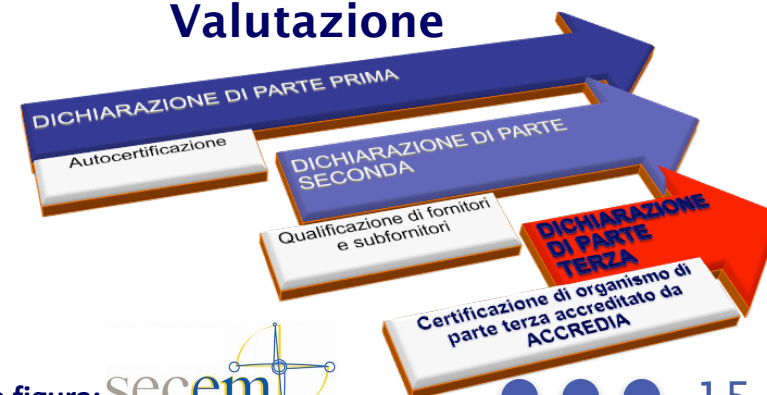 Valutazione
DICHIARAZIONE DI PARTE PRIMA
Autocertificazione
DICHIARAZIONE DI PARTE
SECONDA
Qualificazione di fornitori
e subfornitori
DICHIARAZIONE
DI PARTE
TERZA
Certificazione di organismo di
parte terza accreditato da
ACCREDIA
figura:
secem
15